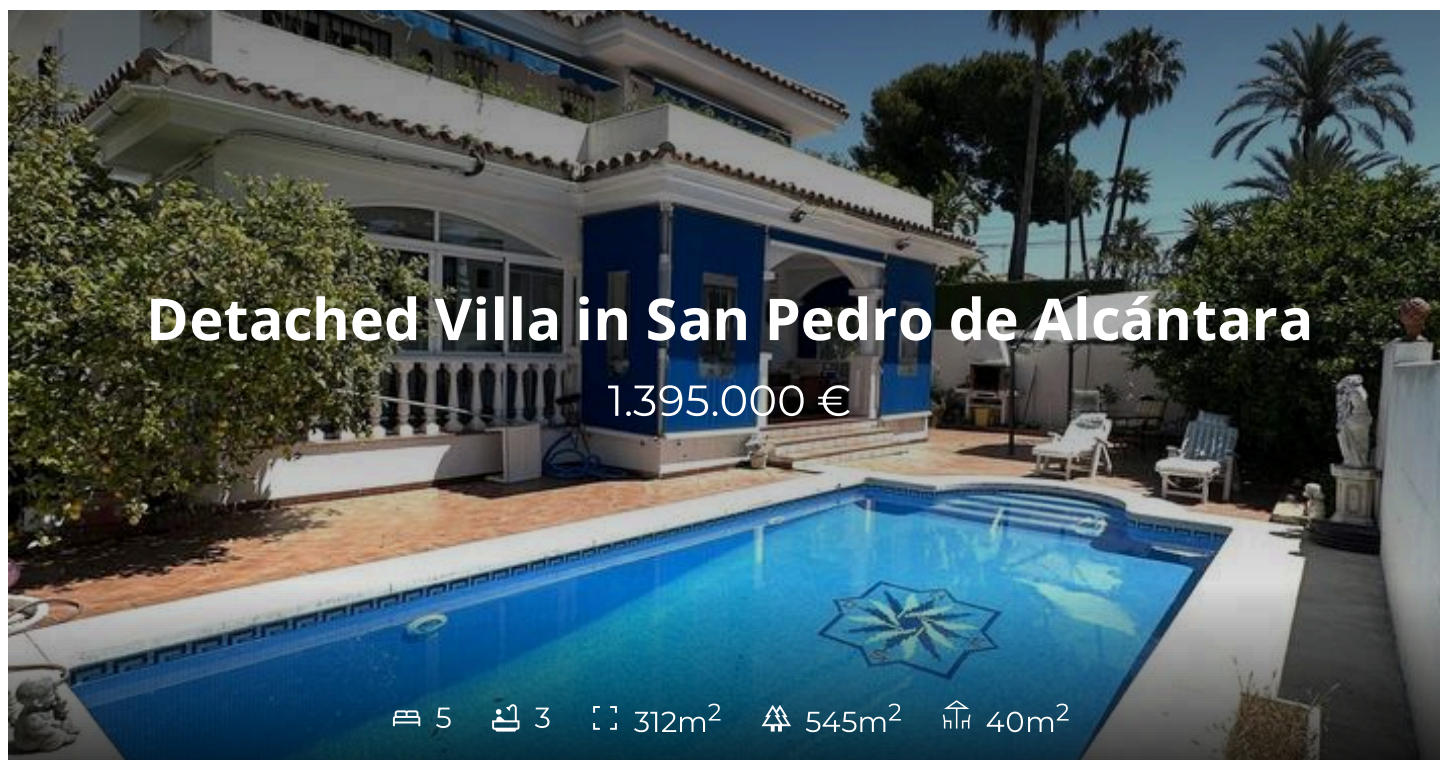 Detached Villa in San Pedro de Alcántara
1.395.000 €
5 3 312m² 545m² 40m²